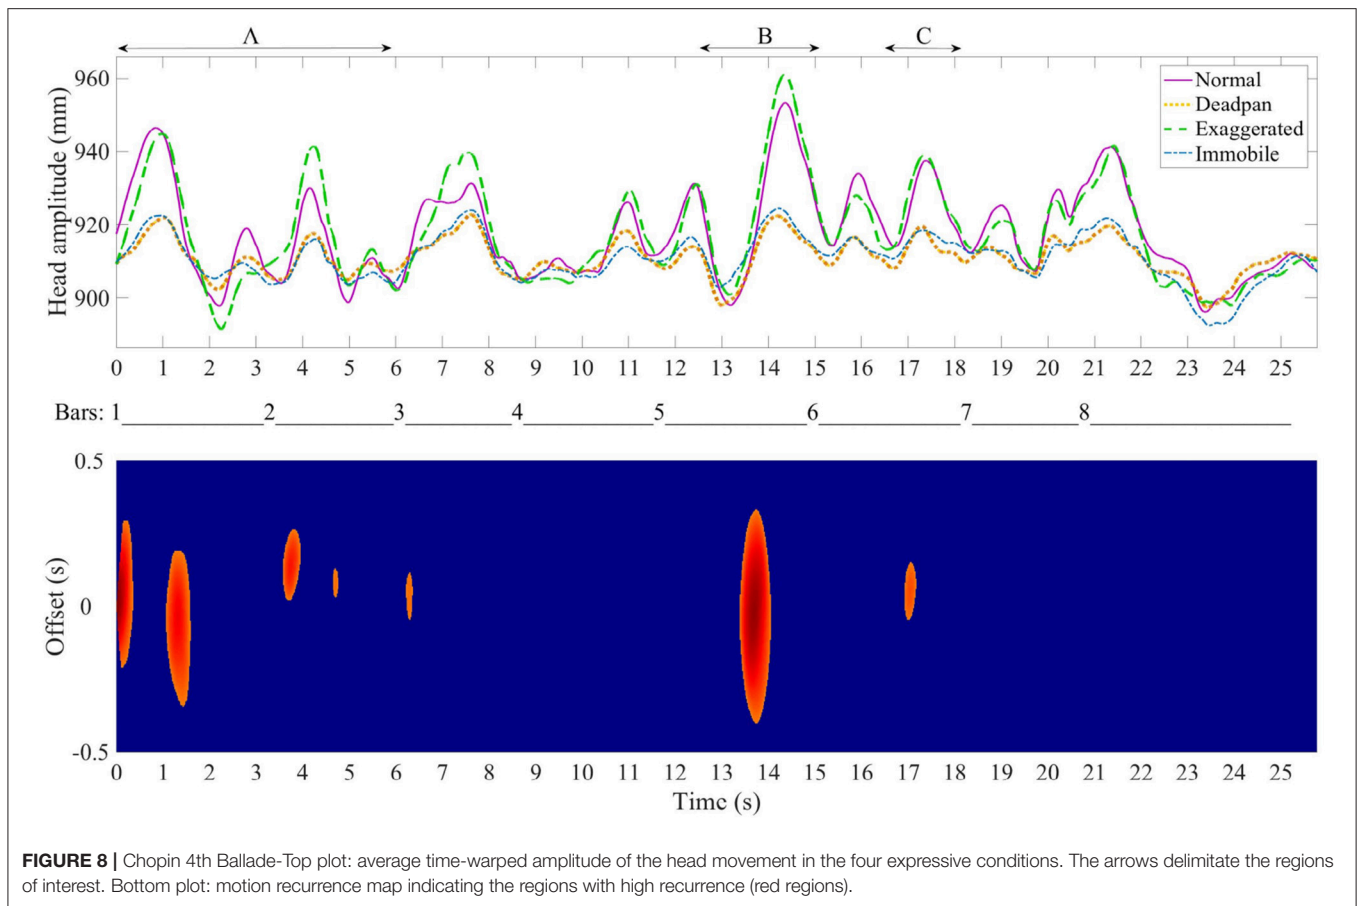 A B C
960
940
920
900
Head amplitude (mm)
Normal
Deadpan
Exaggerated
Immobile
0 1 2 3 4 5 6 7 8 9 10 11 12 13 14 15 16 17 18 19 20 21 22 23 24 25
Bars: 1 2 3 4 5 6 7 8
0.5
0
-0.5
Offset (s)
0 1 2 3 4 5 6 7 8 9 10 11 12 13 14 15 16 17 18 19 20 21 22 23 24 25
Time (s)
FIGURE 8 | Chopin 4th Ballade-Top plot: average time-warped amplitude of the head movement in the four expressive conditions. The arrows delimitate the regions
of interest. Bottom plot: motion recurrence map indicating the regions with high recurrence (red regions).